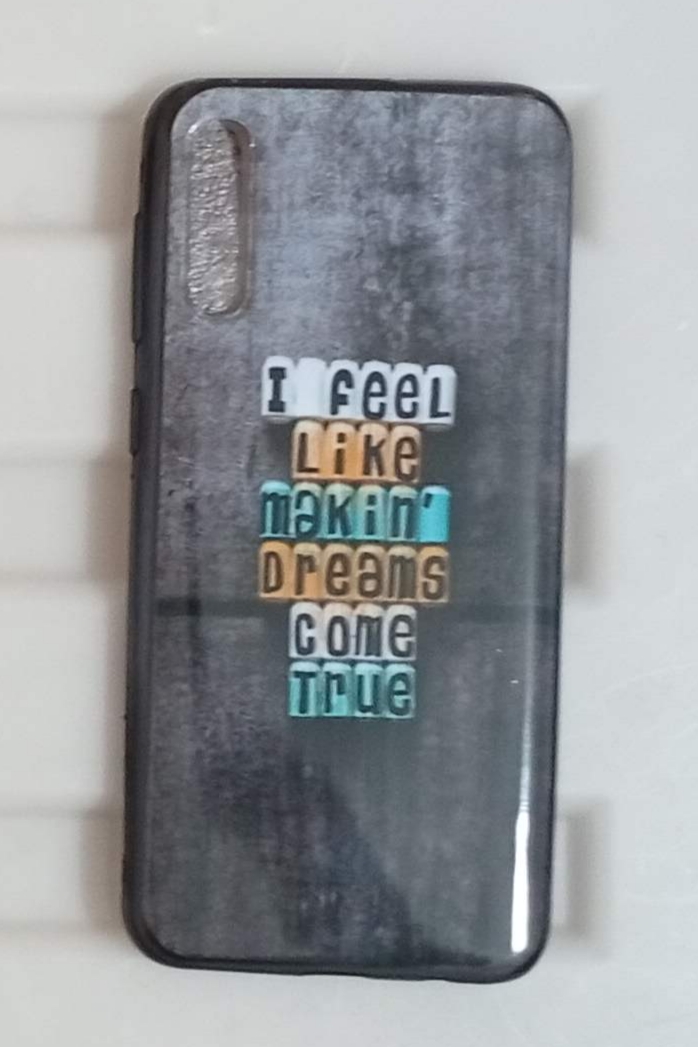 I feel
Like
makin'
Dreams
come
True